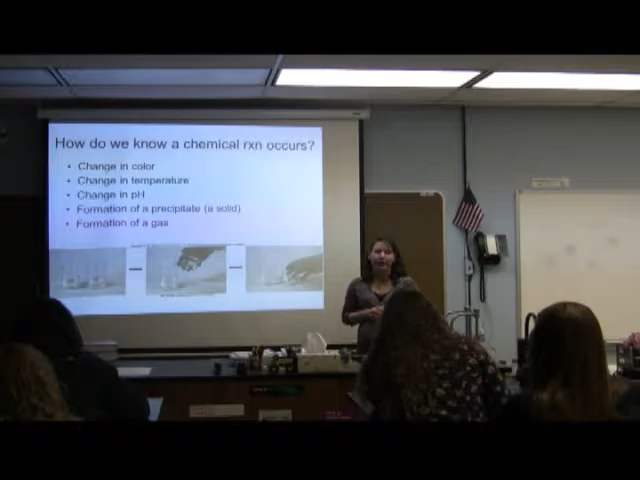 How do we know a chemical rxn occurs?
• Change in color
• Change in temperature
• Change in pH
• Formation of a precipitate (a solid)
• Formation of a gas